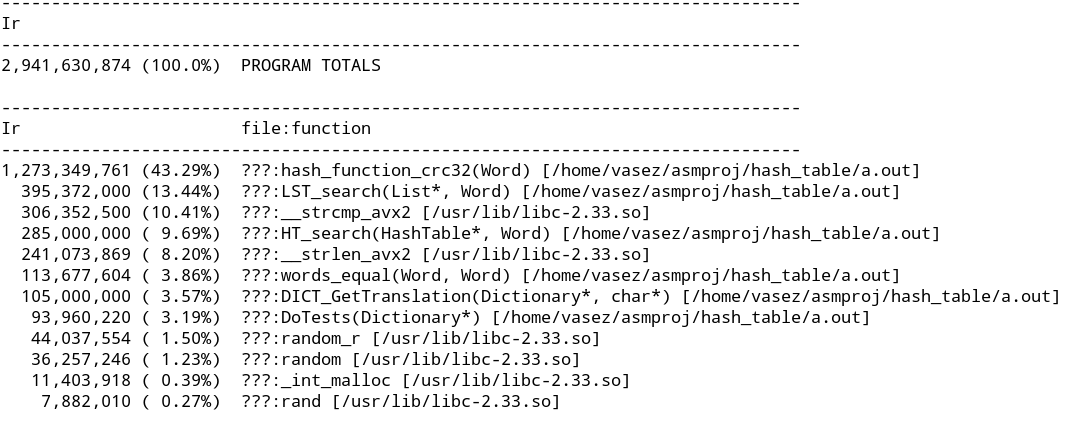 --------------------------------------------------------------------------------
Ir
--------------------------------------------------------------------------------
2,941,630,874 (100.0%)  PROGRAM TOTALS

--------------------------------------------------------------------------------
Ir                      file:function
--------------------------------------------------------------------------------
1,273,349,761 (43.29%)  ???:hash_function_crc32(Word) [/home/vasez/asmproj/hash_table/a.out]
  395,372,000 (13.44%)  ???:LST_search(List*, Word) [/home/vasez/asmproj/hash_table/a.out]
  306,352,500 (10.41%)  ???:__strcmp_avx2 [/usr/lib/libc-2.33.so]
  285,000,000 ( 9.69%)  ???:HT_search(HashTable*, Word) [/home/vasez/asmproj/hash_table/a.out]
  241,073,869 ( 8.20%)  ???:__strlen_avx2 [/usr/lib/libc-2.33.so]
  113,677,604 ( 3.86%)  ???:words_equal(Word, Word) [/home/vasez/asmproj/hash_table/a.out]
  105,000,000 ( 3.57%)  ???:DICT_GetTranslation(Dictionary*, char*) [/home/vasez/asmproj/hash_table/a.out]
   93,960,220 ( 3.19%)  ???:DoTests(Dictionary*) [/home/vasez/asmproj/hash_table/a.out]
   44,037,554 ( 1.50%)  ???:random_r [/usr/lib/libc-2.33.so]
   36,257,246 ( 1.23%)  ???:random [/usr/lib/libc-2.33.so]
   11,403,918 ( 0.39%)  ???:_int_malloc [/usr/lib/libc-2.33.so]
    7,882,010 ( 0.27%)  ???:rand [/usr/lib/libc-2.33.so]